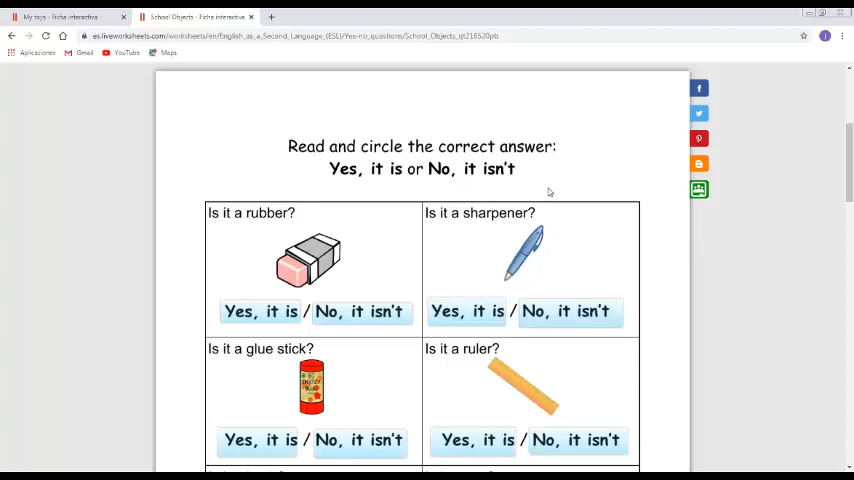 My toys - Ficha interactiva
School Objects - Ficha interactiva
es.liveworksheets.com/worksheets/en/English_as_a_Second_Language_(ESL)/Yes-no_questions/School_Objects_qt216520pb
Aplicaciones Gmail YouTube Maps
Read and circle the correct answer:
Yes, it is or No, it isn't
Is it a rubber?
Yes, it is / No, it isn't
Is it a sharpener?
Yes, it is / No, it isn't
Is it a glue stick?
Yes, it is / No, it isn't
Is it a ruler?
Yes, it is / No, it isn't